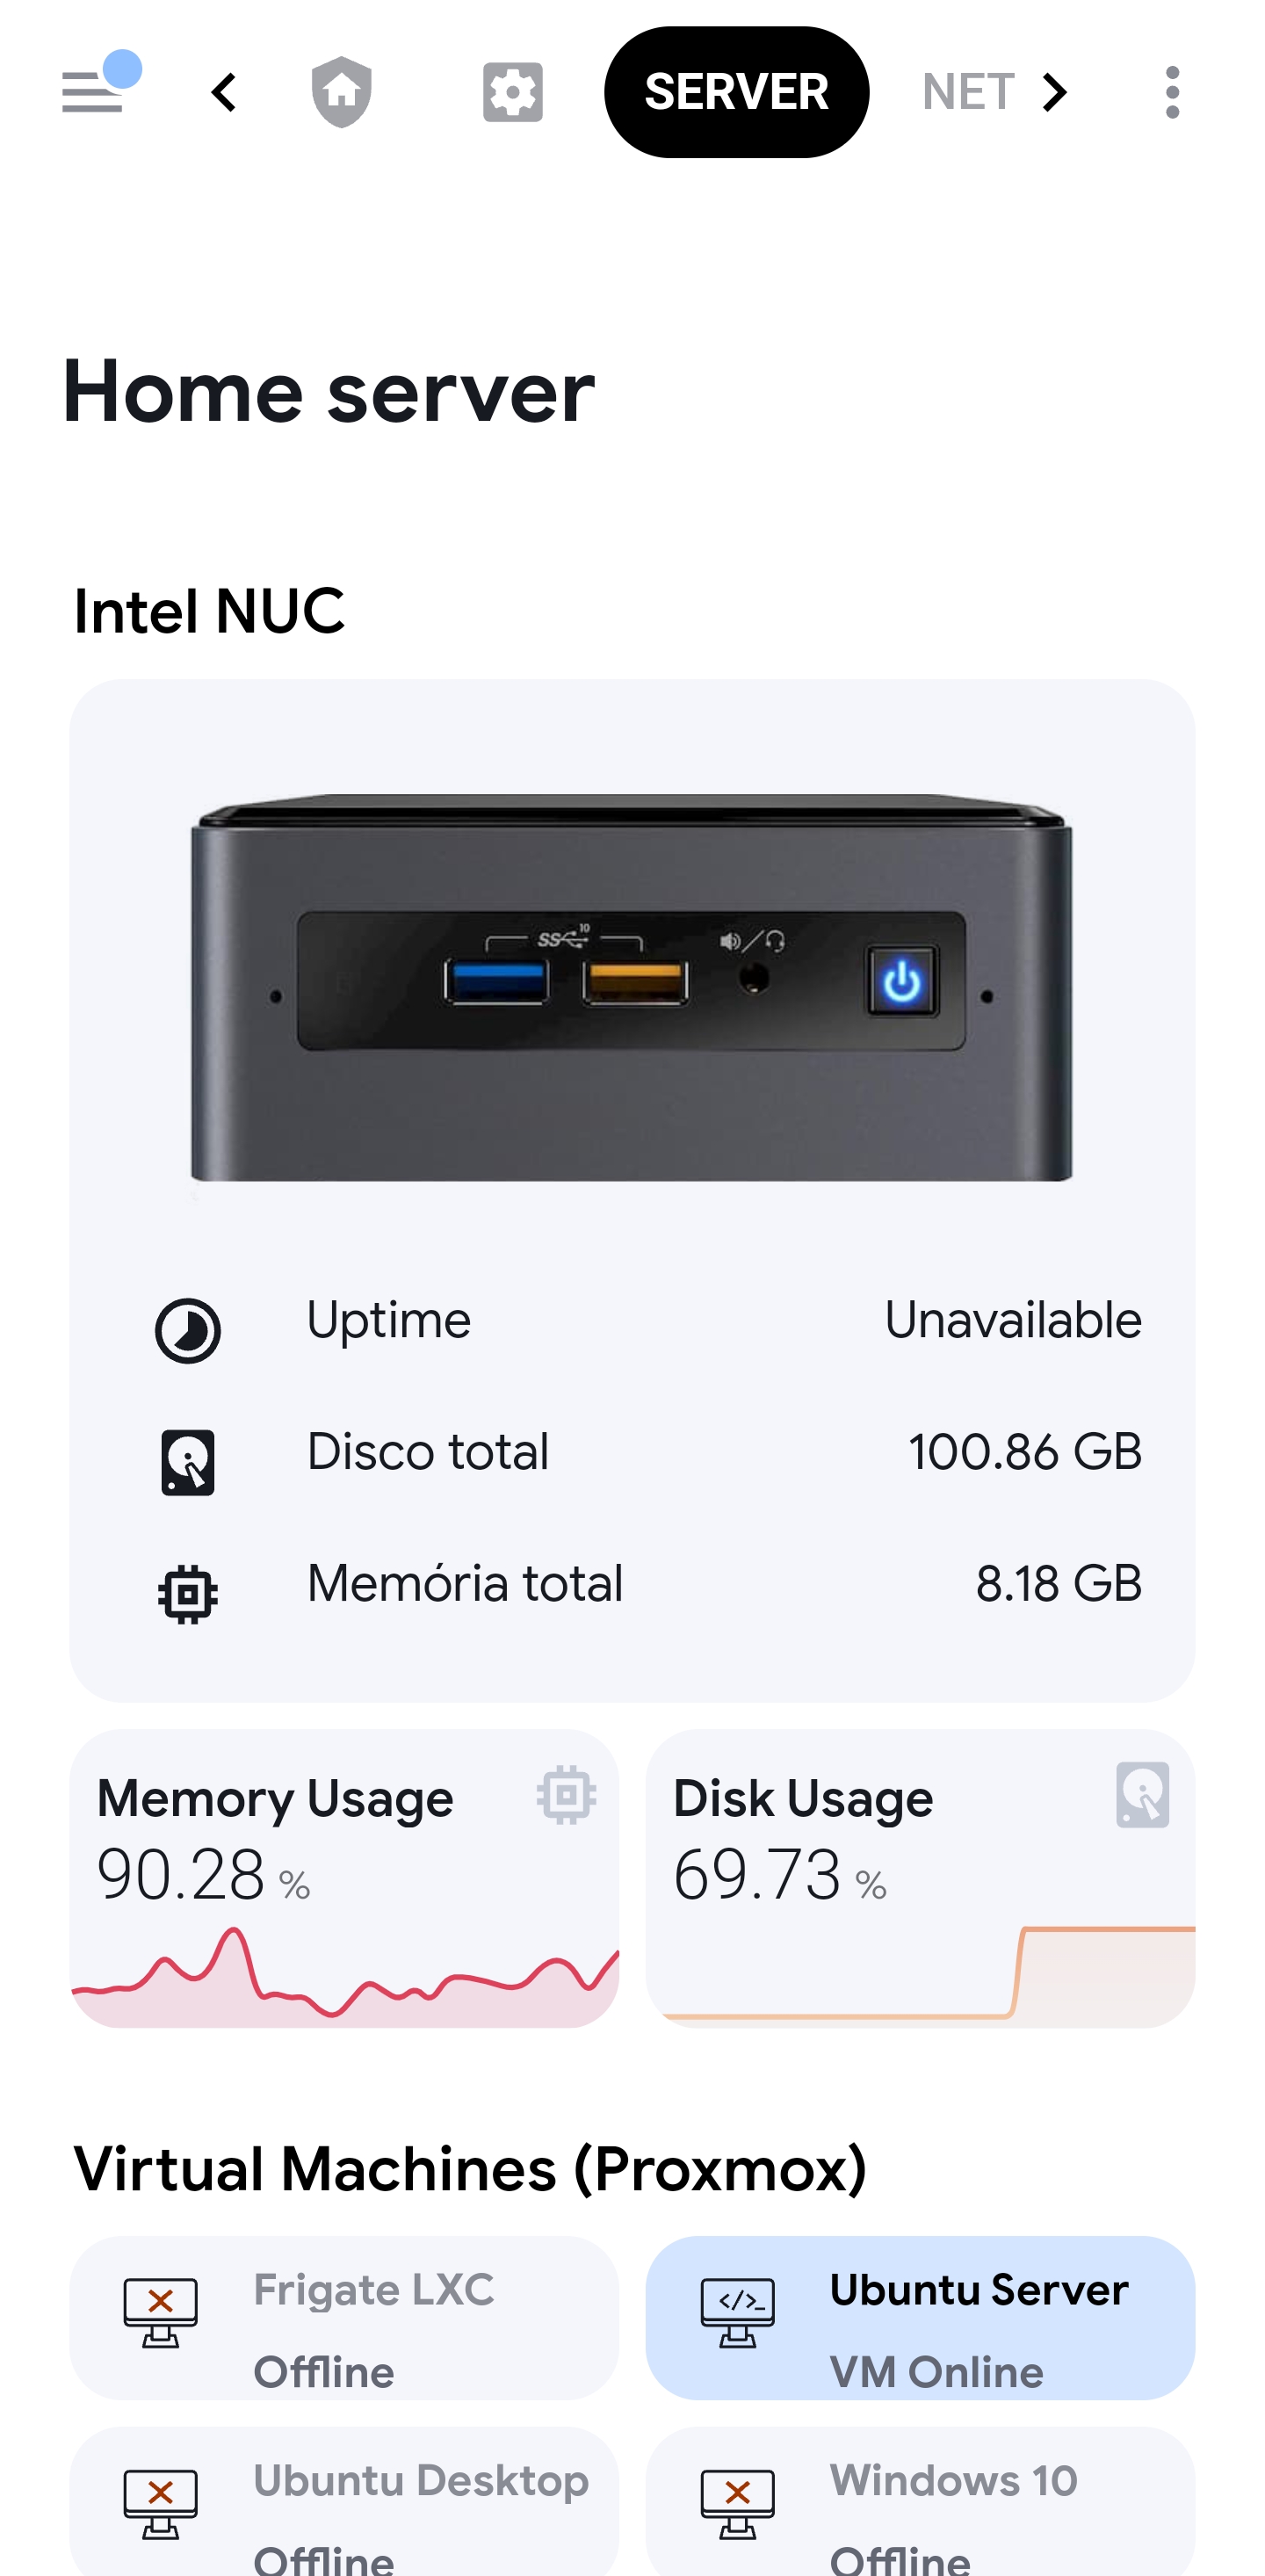 SERVER NET
Home server
Intel NUC
SS 10
Uptime Unavailable
Disco total 100.86 GB
Memória total 8.18 GB
Memory Usage Disk Usage
90.28 % 69.73 %
Virtual Machines (Proxmox)
Frigate LXC Ubuntu Server
Offline VM Online
Ubuntu Desktop Windows 10
Offline Offline